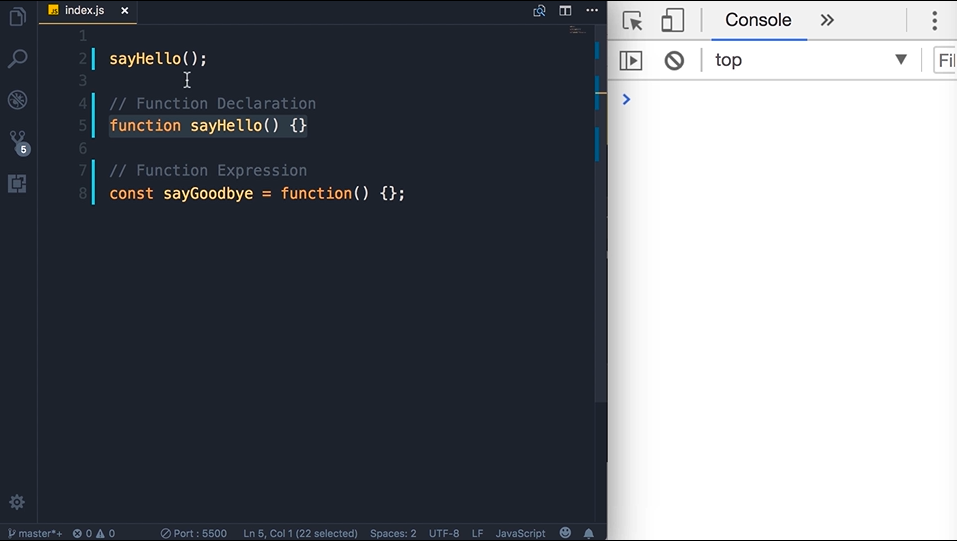 index.js
1
2 sayHello();
3
4 // Function Declaration
5 function sayHello() {}
6
7 // Function Expression
8 const sayGoodbye = function() {};
5
master*+ 0 0 Port : 5500 Ln 5, Col 1 (22 selected) Spaces: 2 UTF-8 LF JavaScript
Console
top Fil